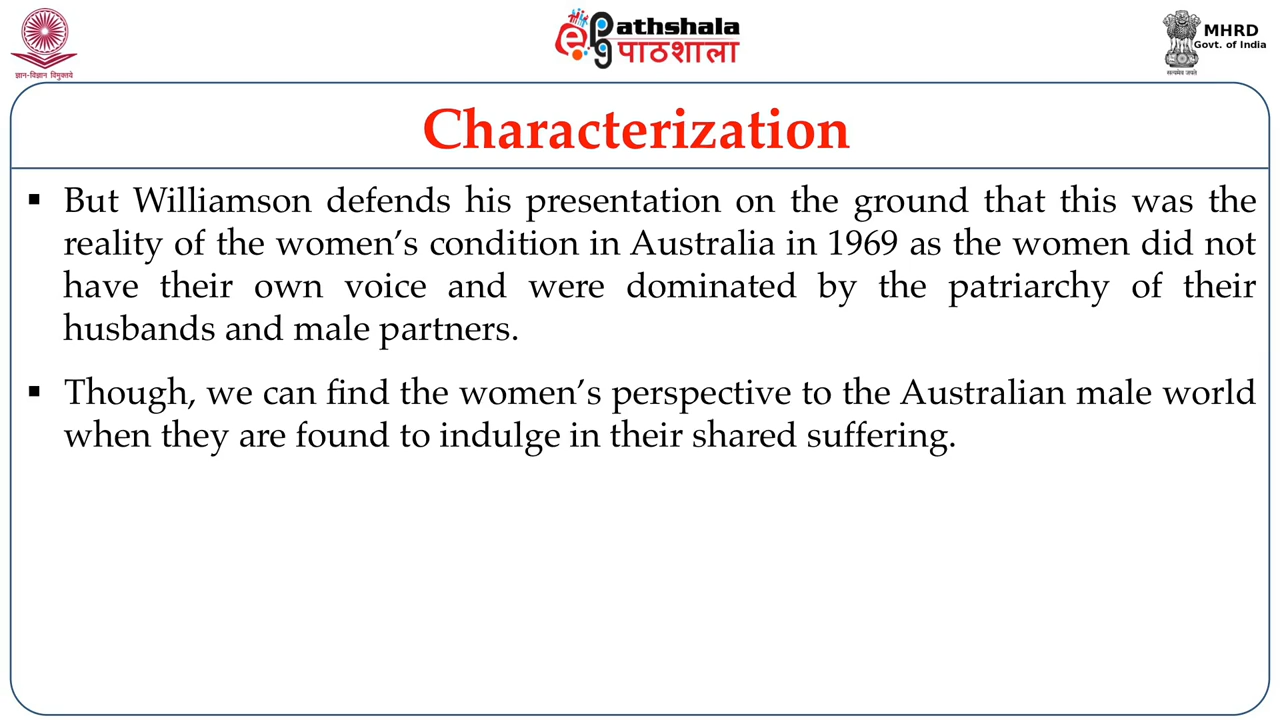 ज्ञान-विज्ञान विमुक्तये
epg Pathshala
पाठशाला
MHRD
Govt. of India
सत्यमेव जयते
Characterization
▪ But Williamson defends his presentation on the ground that this was the
reality of the women’s condition in Australia in 1969 as the women did not
have their own voice and were dominated by the patriarchy of their
husbands and male partners.
▪ Though, we can find the women’s perspective to the Australian male world
when they are found to indulge in their shared suffering.